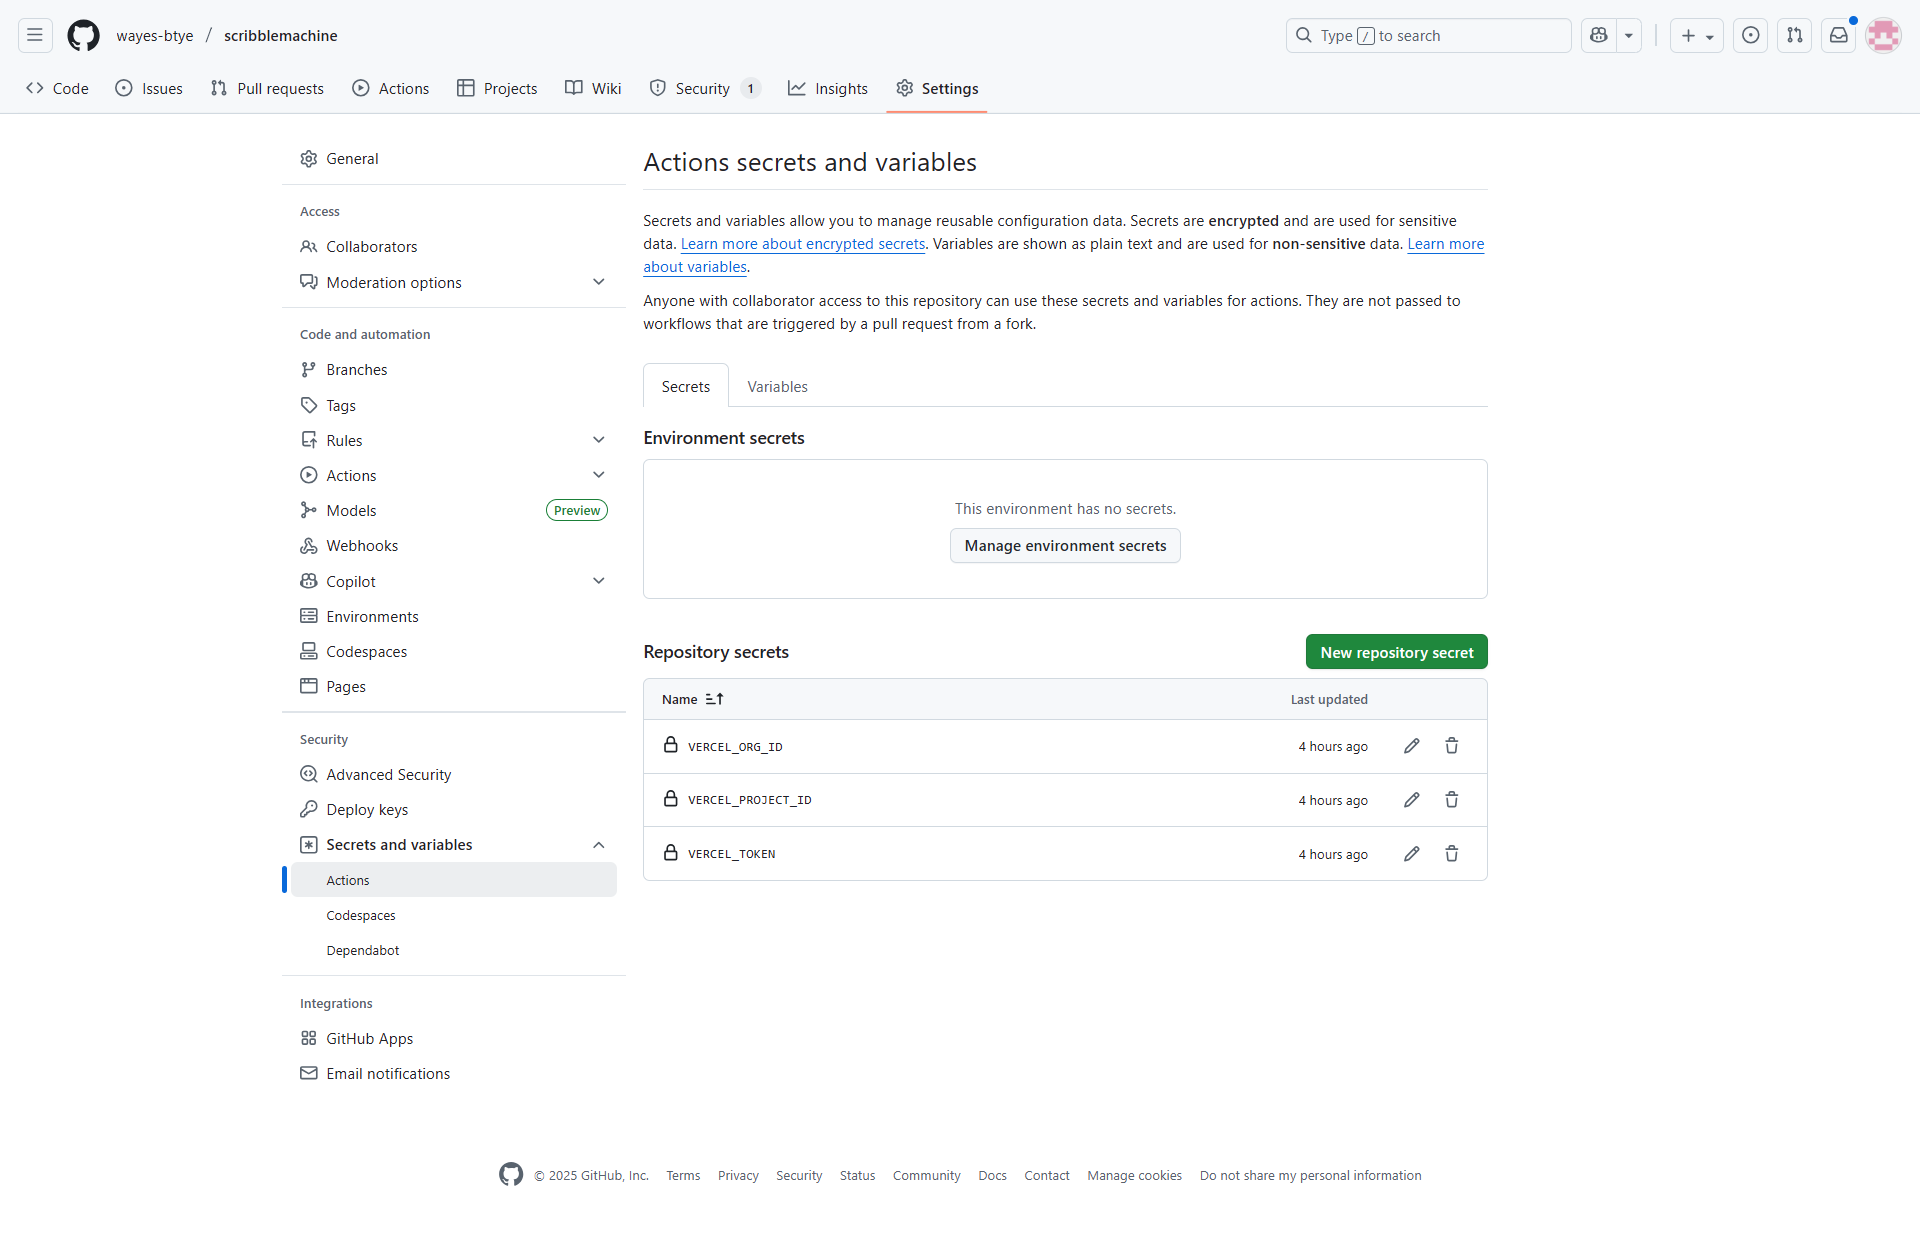 wayes-btye / scribblemachine
Type / to search
Code
Issues
Pull requests
Actions
Projects
Wiki
Security 1
Insights
Settings
General
Access
Collaborators
Moderation options
Code and automation
Branches
Tags
Rules
Actions
Models Preview
Webhooks
Copilot
Environments
Codespaces
Pages
Security
Advanced Security
Deploy keys
Secrets and variables
Actions
Codespaces
Dependabot
Integrations
GitHub Apps
Email notifications
Actions secrets and variables
Secrets and variables allow you to manage reusable configuration data. Secrets are encrypted and are used for sensitive
data. Learn more about encrypted secrets. Variables are shown as plain text and are used for non-sensitive data. Learn more
about variables.
Anyone with collaborator access to this repository can use these secrets and variables for actions. They are not passed to
workflows that are triggered by a pull request from a fork.
Secrets
Variables
Environment secrets
This environment has no secrets.
Manage environment secrets
Repository secrets
New repository secret
Name
Last updated
VERCEL_ORG_ID
4 hours ago
VERCEL_PROJECT_ID
4 hours ago
VERCEL_TOKEN
4 hours ago
© 2025 GitHub, Inc. Terms Privacy Security Status Community Docs Contact Manage cookies Do not share my personal information